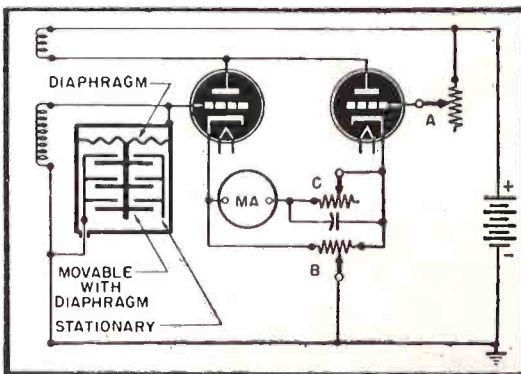 DIAPHRAGM
A
C
MA
B
+
-
MOVABLE
WITH
DIAPHRAGM
STATIONARY